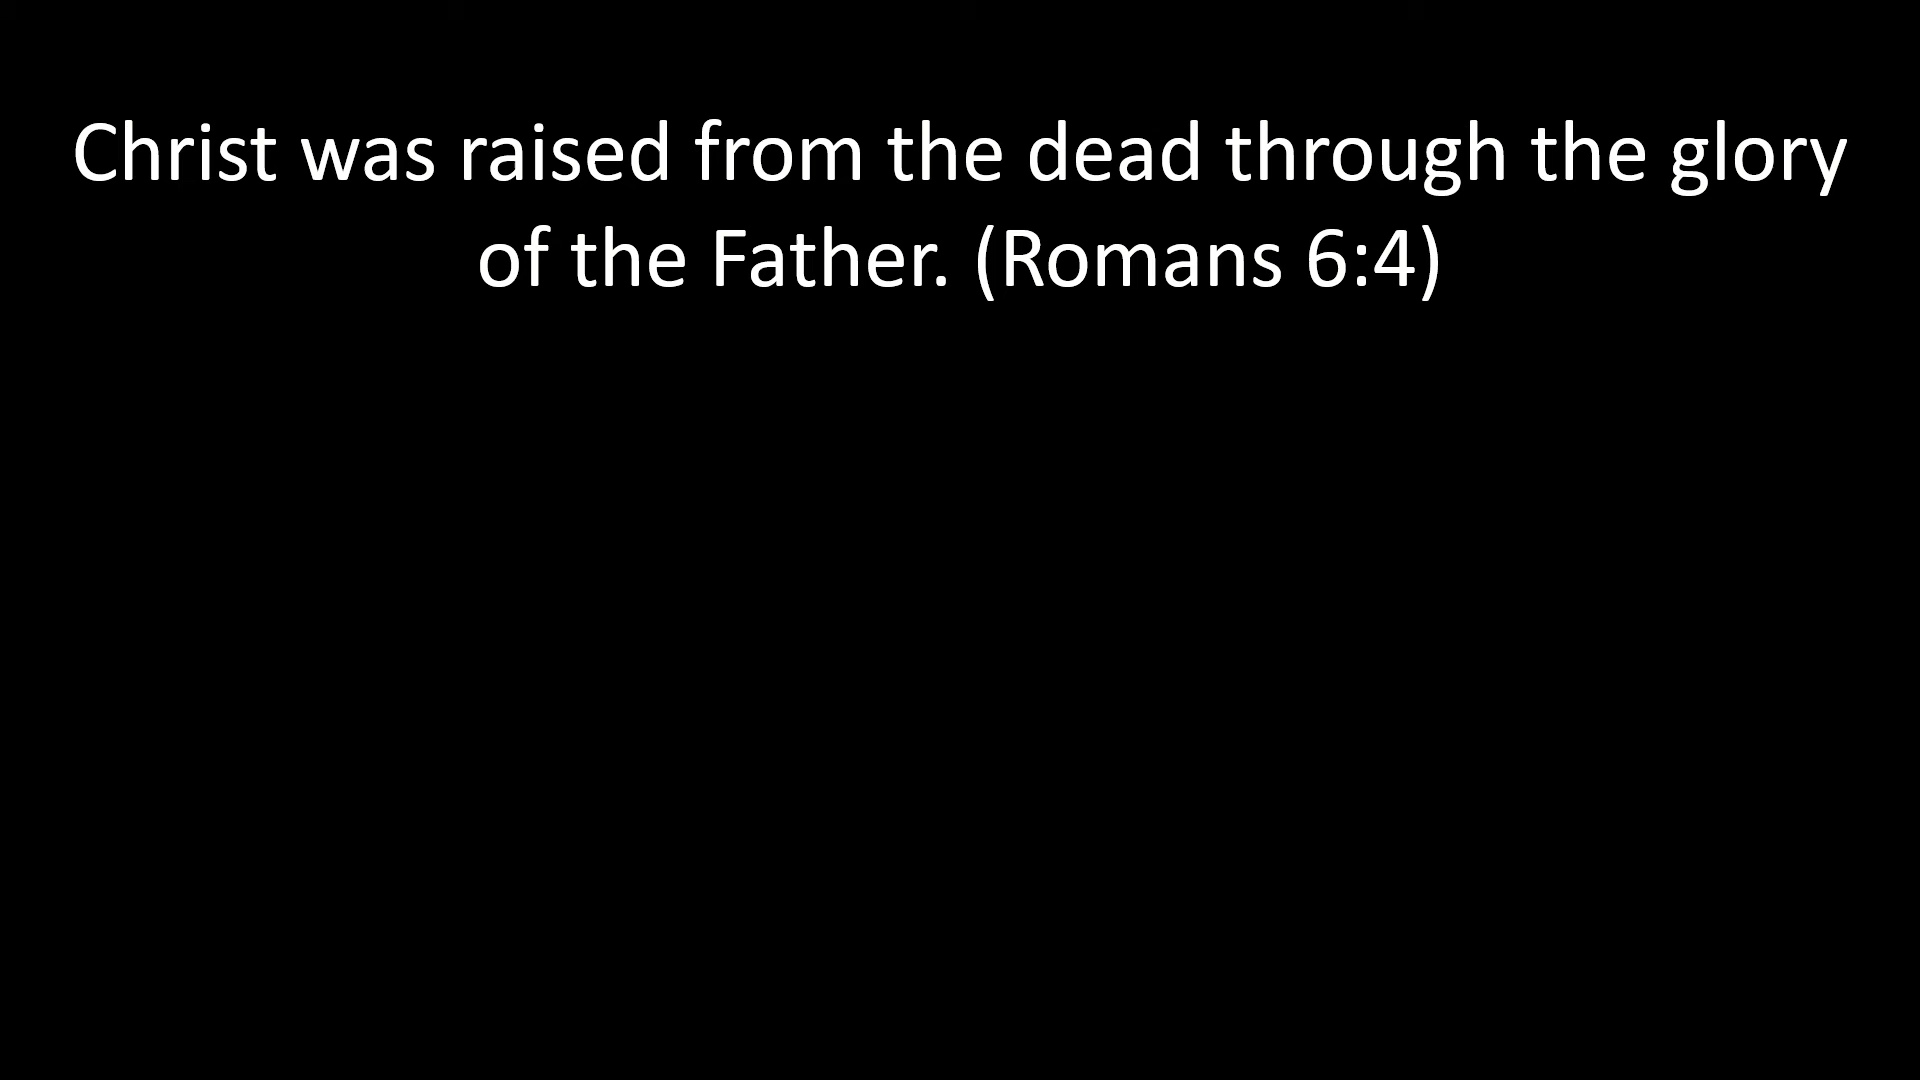 Christ was raised from the dead through the glory
of the Father. (Romans 6:4)